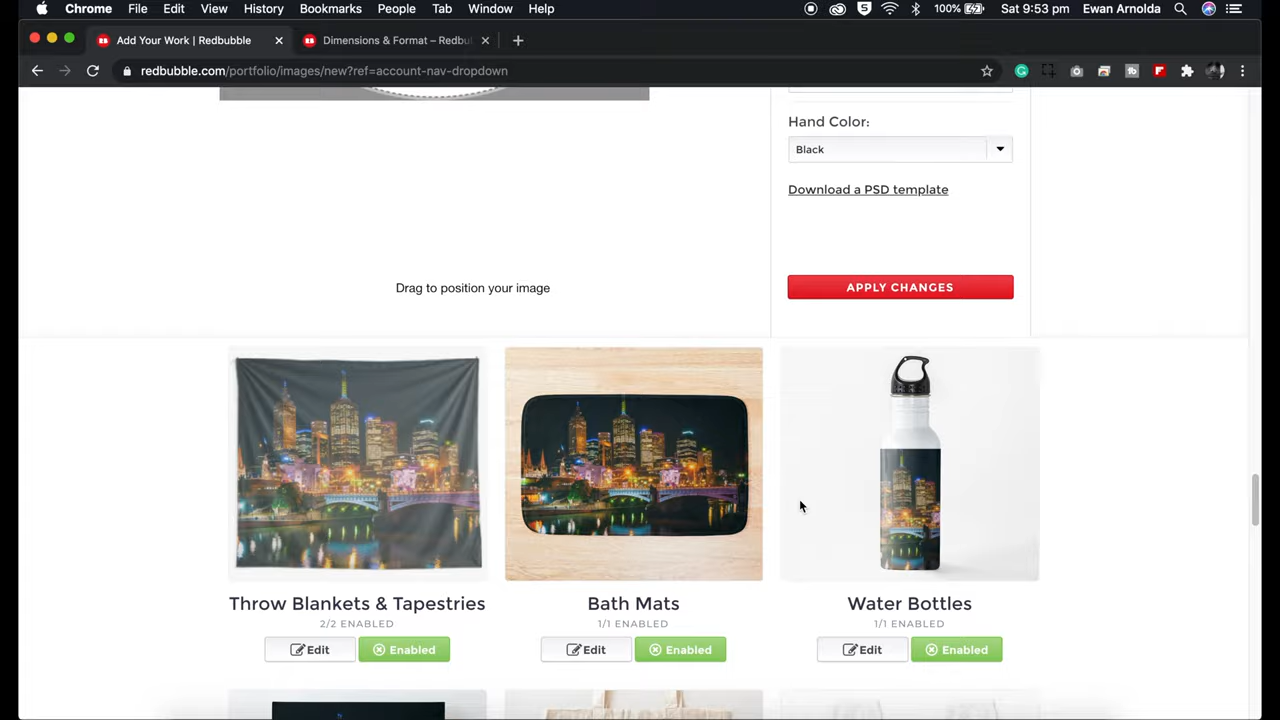 Chrome File Edit View History Bookmarks People Tab Window Help 5 100% Sat 9:53 pm Ewan Arnolda
Add Your Work | Redbubble Dimensions & Format – Redbu
redbubble.com/portfolio/images/new?ref=account-nav-dropdown
Hand Color:
Black
Download a PSD template
Drag to position your image
APPLY CHANGES
Throw Blankets & Tapestries Bath Mats Water Bottles
2/2 ENABLED 1/1 ENABLED 1/1 ENABLED
Edit Enabled Edit Enabled Edit Enabled